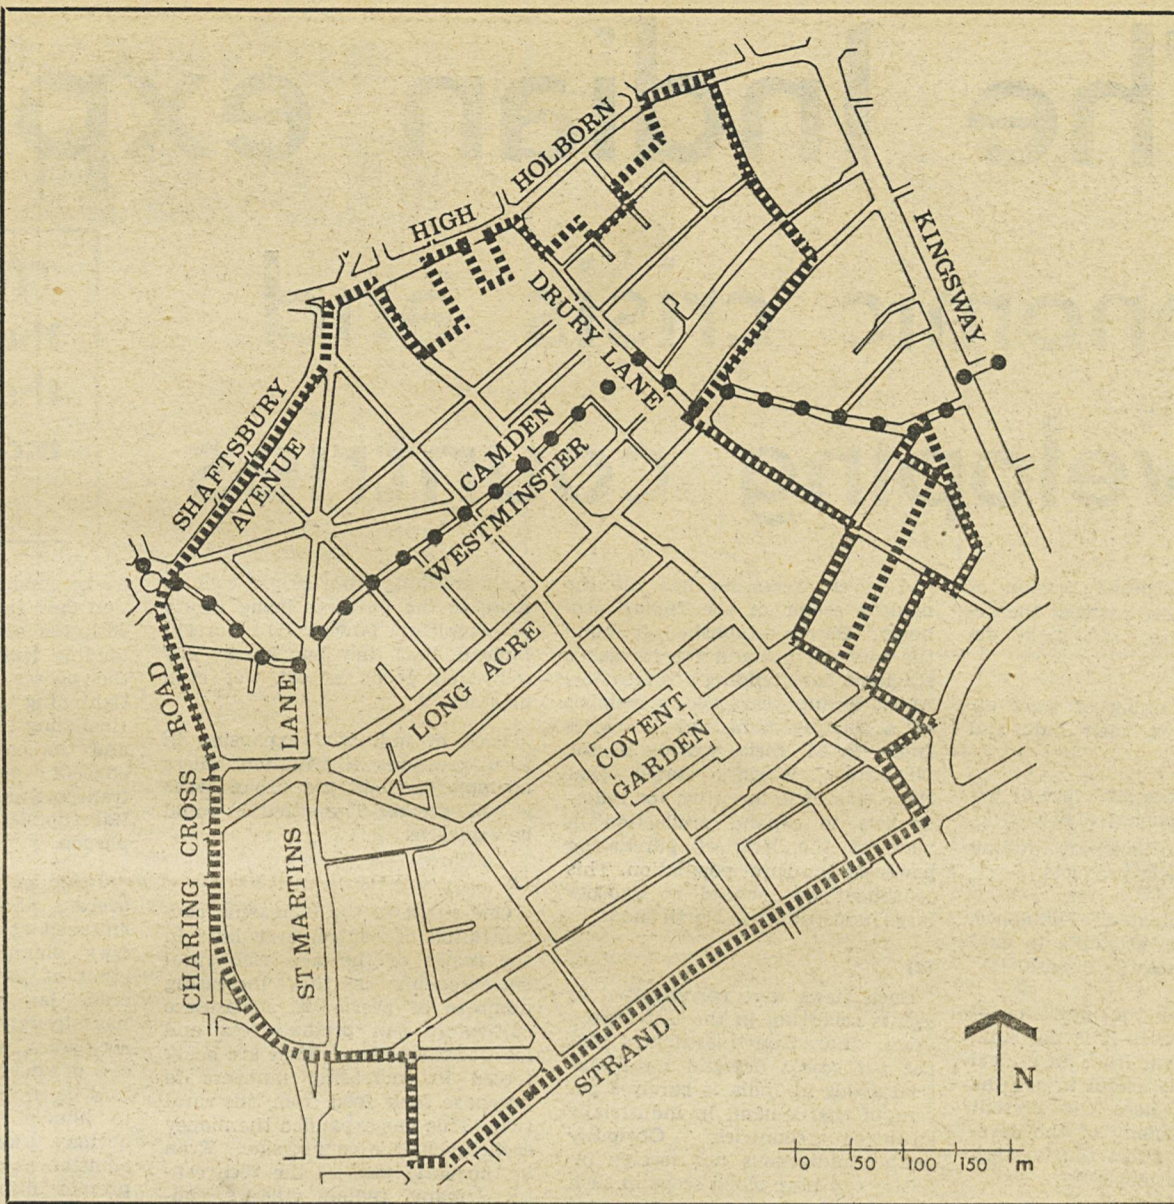 HIGH HOLBORN
KINGSWAY
DRURY LANE
SHAFTSBURY
AVENUE
CAMDEN
WESTMINSTER
LONG ACRE
COVENT
GARDEN
CHARING CROSS ROAD
ST MARTINS LANE
STRAND
N
0 50 100 150 m